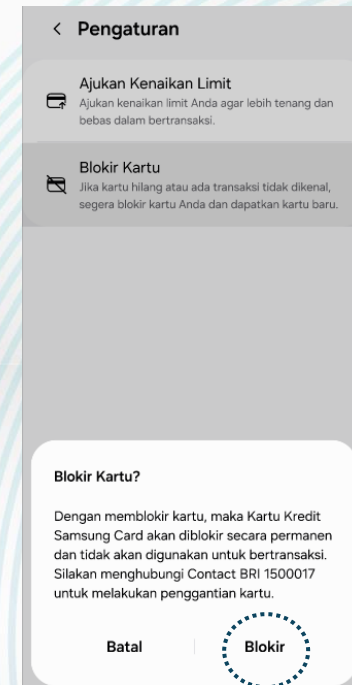 Pengaturan
Ajukan Kenaikan Limit
Ajukan kenaikan limit Anda agar lebih tenang dan
bebas dalam bertransaksi.
Blokir Kartu
Jika kartu hilang atau ada transaksi tidak dikenal,
segera blokir kartu Anda dan dapatkan kartu baru.
Blokir Kartu?
Dengan memblokir kartu, maka Kartu Kredit
Samsung Card akan diblokir secara permanen
dan tidak akan digunakan untuk bertransaksi.
Silakan menghubungi Contact BRI 1500017
untuk melakukan penggantian kartu.
Batal Blokir